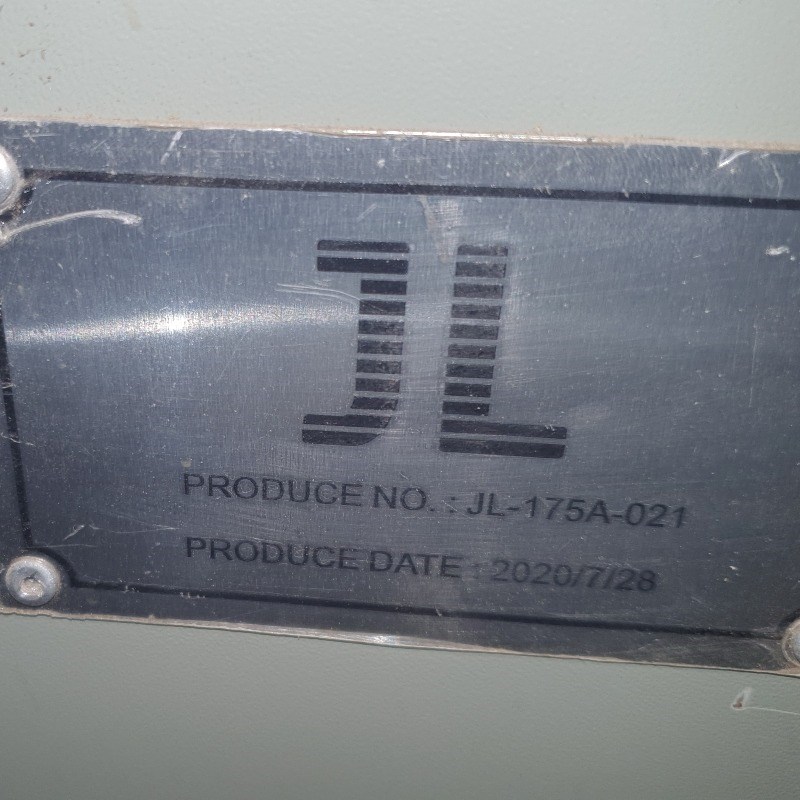 JL
PRODUCE NO. : JL-175A-021
PRODUCE DATE : 2020/7/28